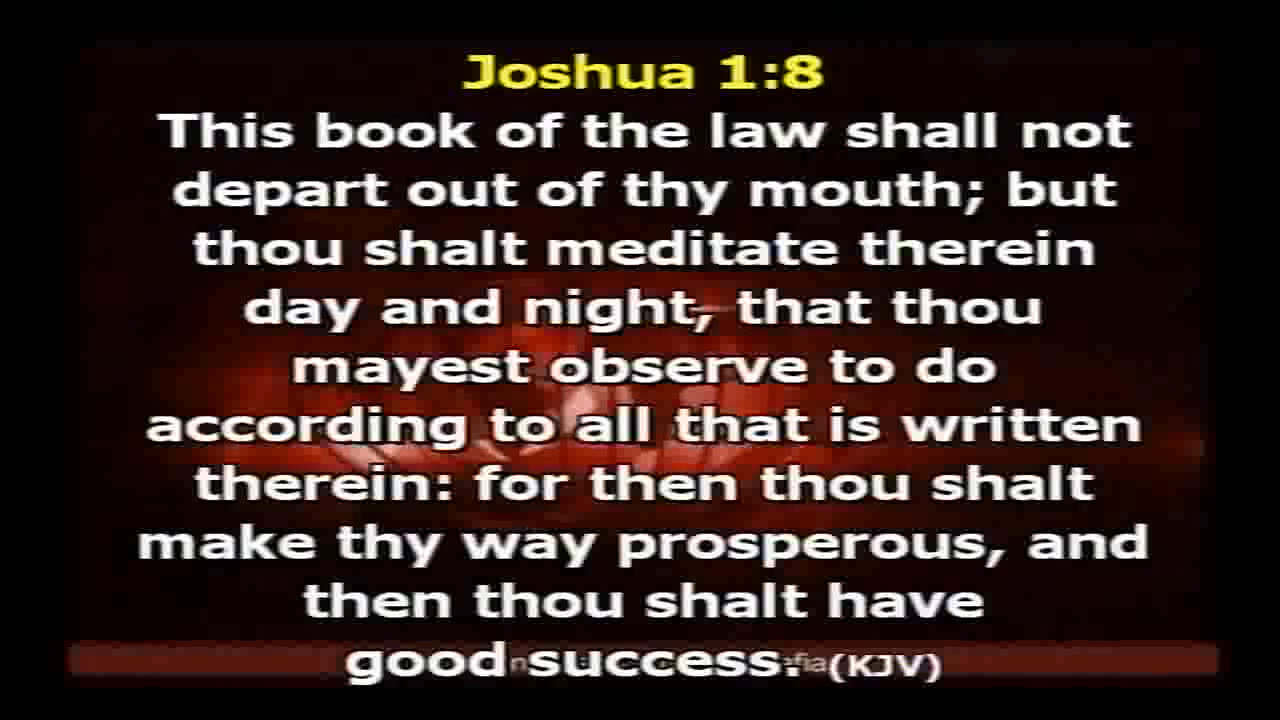 Joshua 1:8
This book of the law shall not
depart out of thy mouth; but
thou shalt meditate therein
day and night, that thou
mayest observe to do
according to all that is written
therein: for then thou shalt
make thy way prosperous, and
then thou shalt have
good success. (KJV)